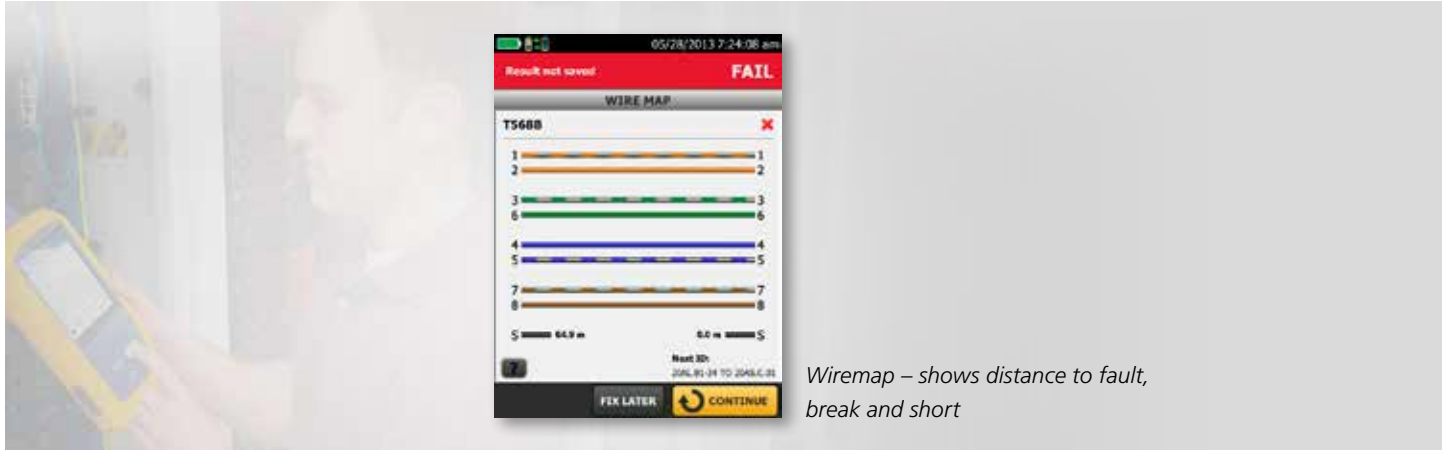 05/28/2013 7:24:08 am
Result not saved FAIL
WIRE MAP
T568B
1 1
2 2
3 3
6 6
4 4
5 5
7 7
8 8
S 64.9 m 0.0 m S
Next ID:
?
FIX LATER CONTINUE
Wiremap – shows distance to fault,
break and short